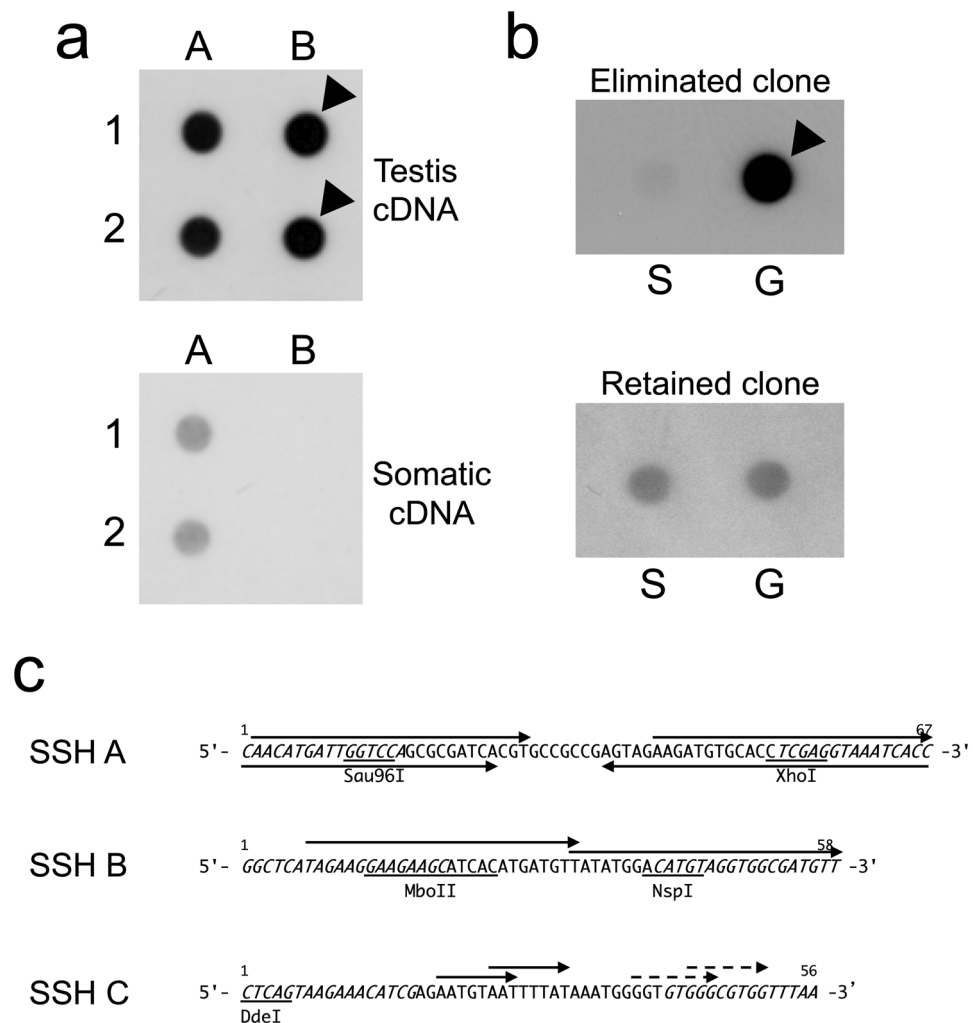 a
A B
1
2
Testis
cDNA
A B
1
2
Somatic
cDNA
b
Eliminated clone
S G
Retained clone
S G
c
1 67
SSH A 5'- CAACATGATTGGTCCAGCGCGATCACGTGCCGCCGAGTAGAAGATGTGCACCTCGAGGTAAATCACC -3'
Sau96I XhoI
1 58
SSH B 5'- GGCTCATAGAAGGAAGAAGCATCACATGATGTTATATGGACATGTAGGTGGCGATGTT -3'
MboII NspI
1 56
SSH C 5'- CTCAGTAAGAAACATCGAGAATGTAATTTTATAAATGGGGTGTGGGCGTGGTTTAA -3’
DdeI